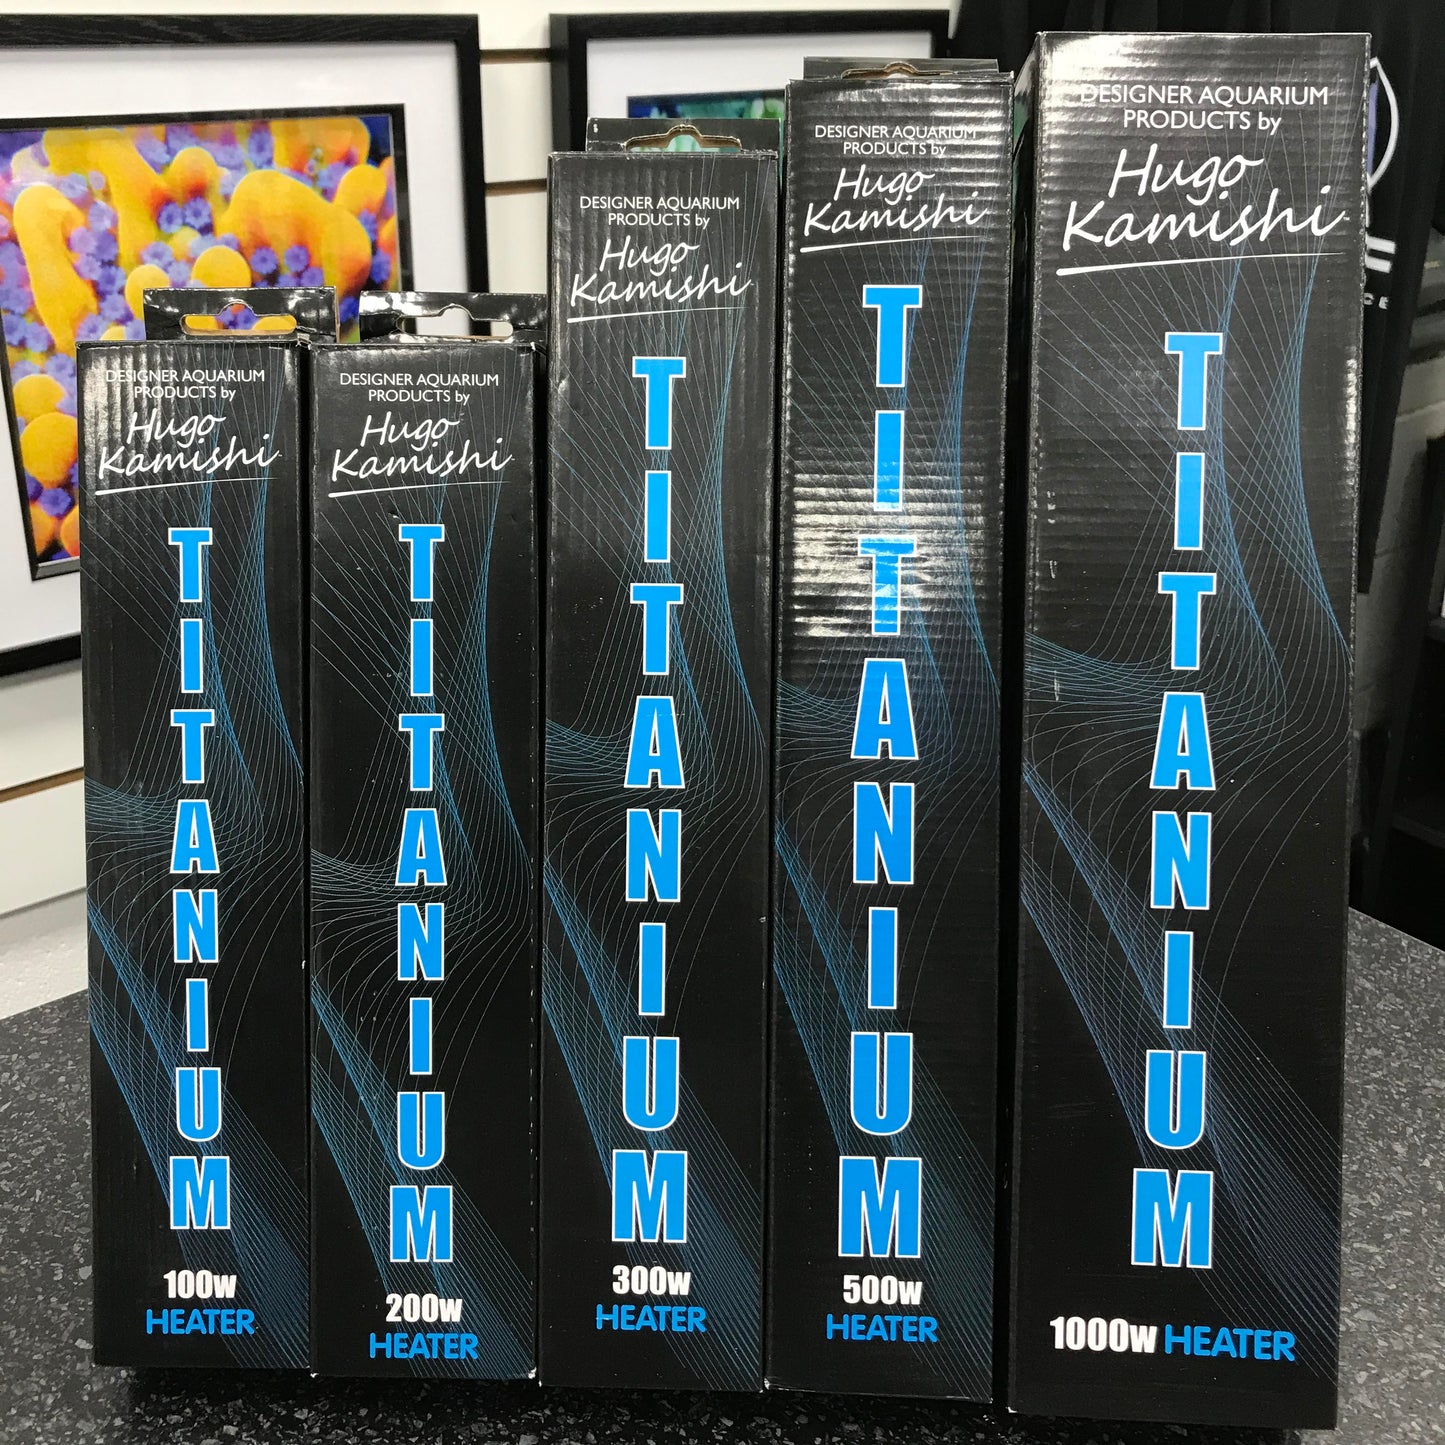 DESIGNER AQUARIUM
PRODUCTS by
Hugo
Kamishi
TITANIUM
100w
HEATER
DESIGNER AQUARIUM
PRODUCTS by
Hugo
Kamishi
TITANIUM
200w
HEATER
DESIGNER AQUARIUM
PRODUCTS by
Hugo
Kamishi
TITANIUM
300w
HEATER
DESIGNER AQUARIUM
PRODUCTS by
Hugo
Kamishi
TITANIUM
500w
HEATER
DESIGNER AQUARIUM
PRODUCTS by
Hugo
Kamishi
TITANIUM
1000w HEATER